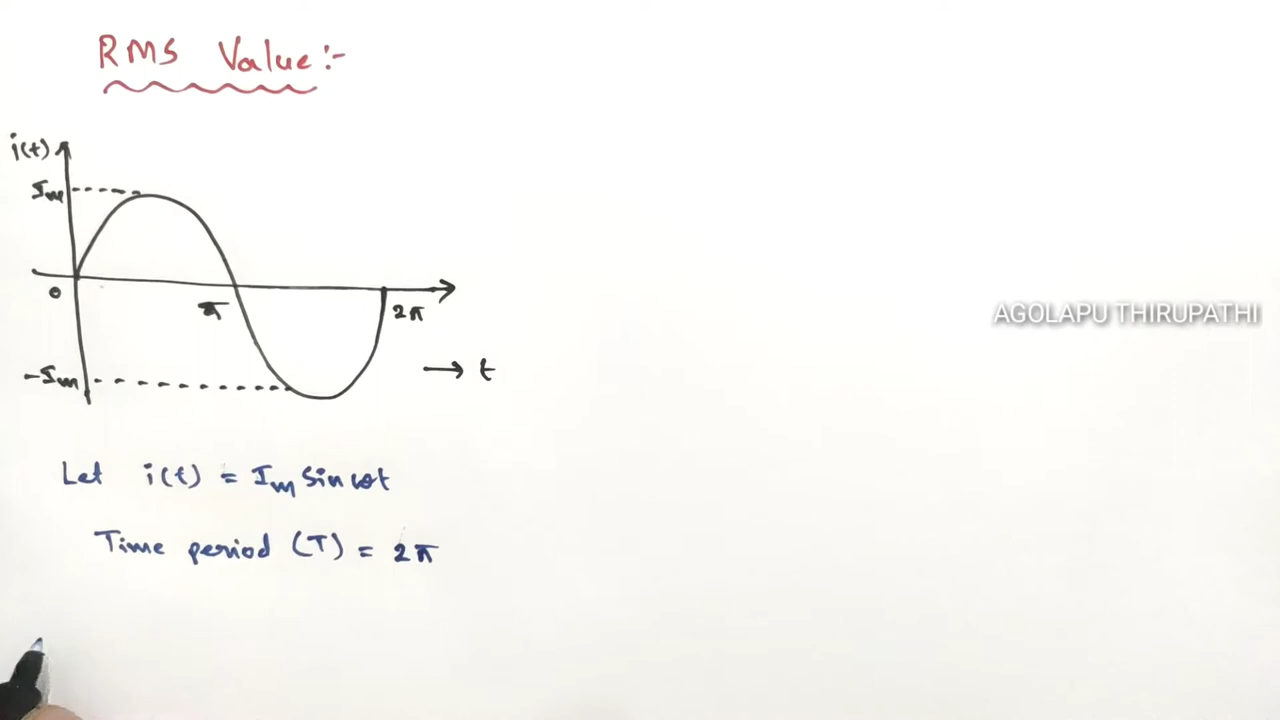 RMS Value :-
i(t)
Im
0
π
2π
-Im
→ t
AGOLAPU THIRUPATHI
Let i(t) = Im Sin ωt
Time period (T) = 2π